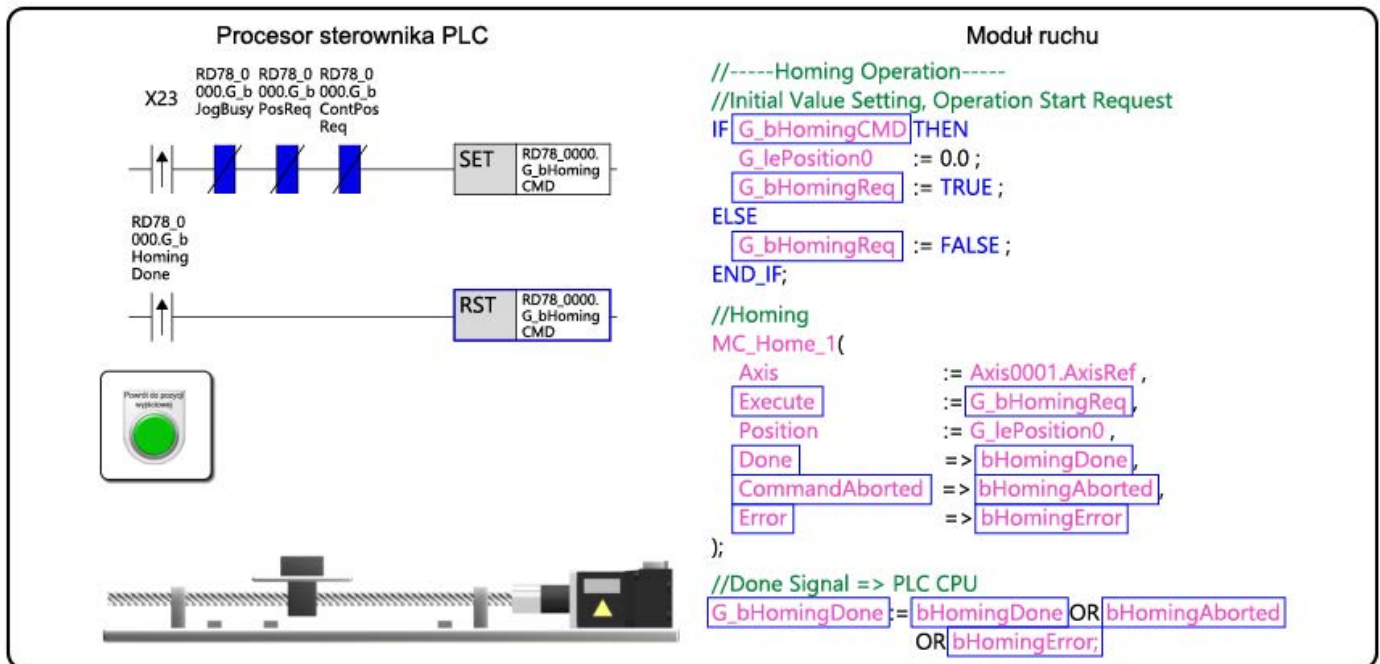 Procesor sterownika PLC
X23
RD78_0 RD78_0 RD78_0
000.G_b 000.G_b 000.G_b
JogBusy PosReq ContPos
Req
SET
RD78_0000.
G_bHoming
CMD
RD78_0
000.G_b
Homing
Done
RST
RD78_0000.
G_bHoming
CMD
Powrót do pozycji
wyjściowej
Moduł ruchu
//-----Homing Operation-----
//Initial Value Setting, Operation Start Request
IF G_bHomingCMD THEN
G_lePosition0 := 0.0 ;
G_bHomingReq := TRUE ;
ELSE
G_bHomingReq := FALSE ;
END_IF;
//Homing
MC_Home_1(
Axis := Axis0001.AxisRef ,
Execute := G_bHomingReq ,
Position := G_lePosition0 ,
Done => bHomingDone ,
CommandAborted => bHomingAborted ,
Error => bHomingError
);
//Done Signal => PLC CPU
G_bHomingDone := bHomingDone OR bHomingAborted
OR bHomingError;